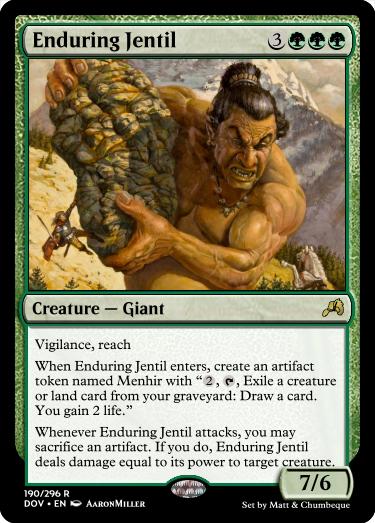 Enduring Jentil 3
Creature — Giant
Vigilance, reach
When Enduring Jentil enters, create an artifact
token named Menhir with “2, , Exile a creature
or land card from your graveyard: Draw a card.
You gain 2 life.”
Whenever Enduring Jentil attacks, you may
sacrifice an artifact. If you do, Enduring Jentil
deals damage equal to its power to target creature.
7/6
190/296 R
DOV • EN AaronMiller
Set by Matt & Chumbeque